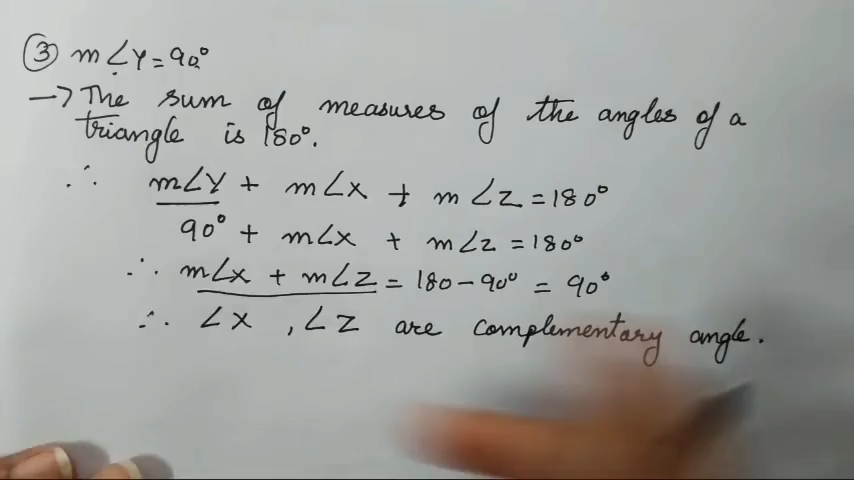 ③ m∠Y = 90°
→ The sum of measures of the angles of a
triangle is 180°.
∴ m∠Y + m∠X + m∠Z = 180°
90° + m∠X + m∠Z = 180°
∴ m∠X + m∠Z = 180 - 90° = 90°
∴ ∠X , ∠Z are complementary angle.